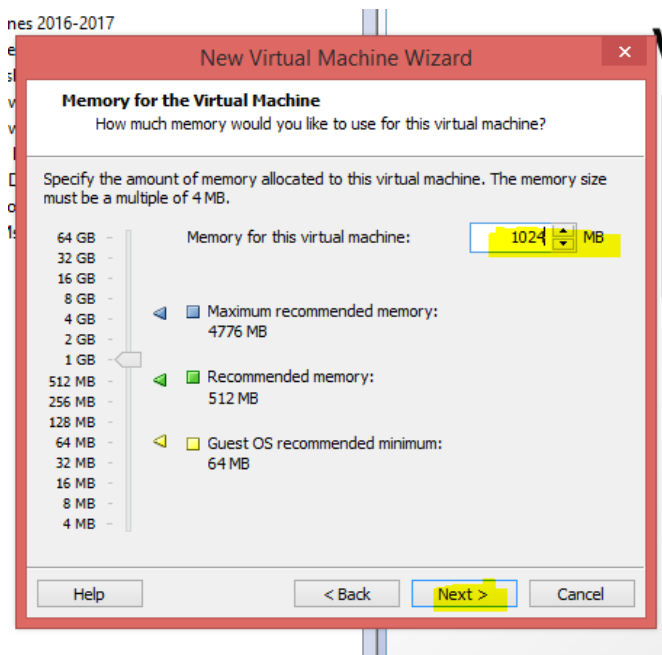 nes 2016-2017
New Virtual Machine Wizard
Memory for the Virtual Machine
How much memory would you like to use for this virtual machine?
Specify the amount of memory allocated to this virtual machine. The memory size
must be a multiple of 4 MB.
Memory for this virtual machine: 1024 MB
64 GB
32 GB
16 GB
8 GB
4 GB
2 GB
1 GB
512 MB
256 MB
128 MB
64 MB
32 MB
16 MB
8 MB
4 MB
Maximum recommended memory:
4776 MB
Recommended memory:
512 MB
Guest OS recommended minimum:
64 MB
Help
< Back
Next >
Cancel